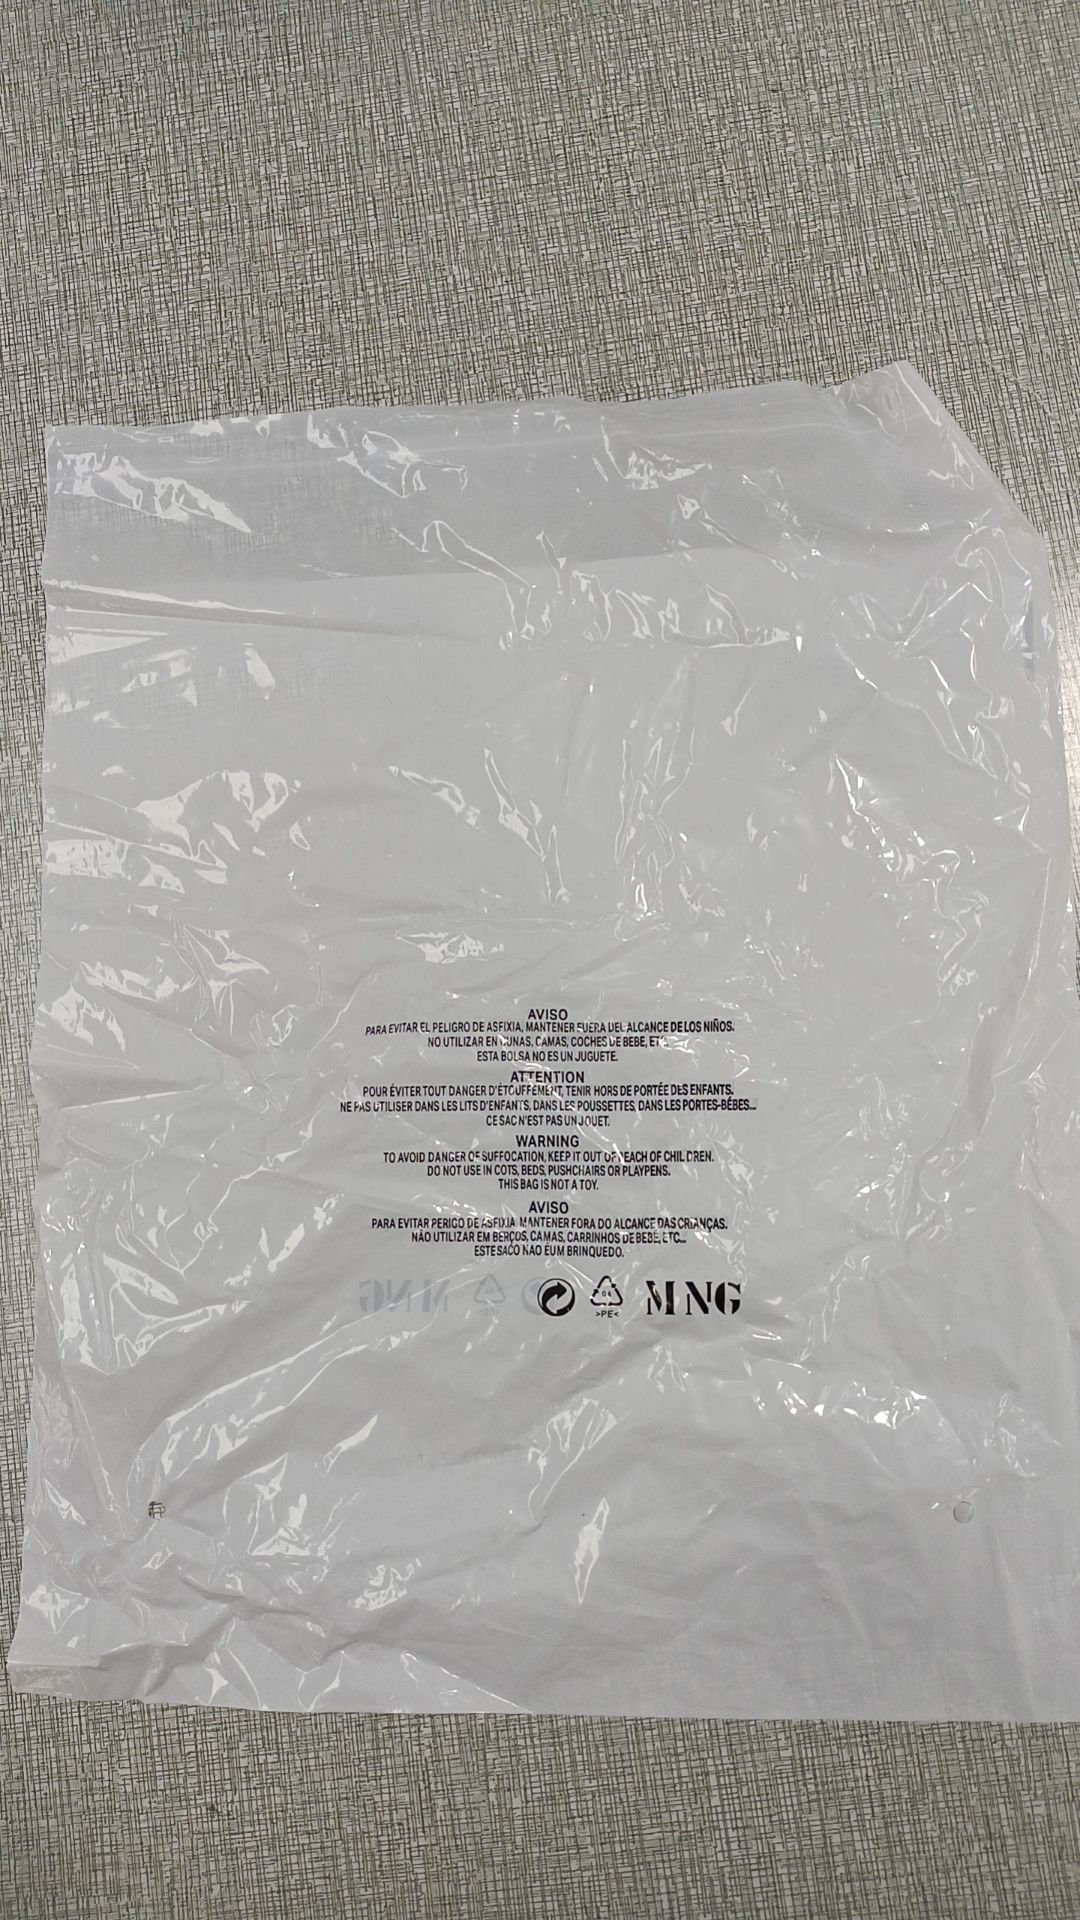 AVISO
PARA EVITAR EL PELIGRO DE ASFIXIA, MANTENER FUERA DEL ALCANCE DE LOS NIÑOS.
NO UTILIZAR EN CUNAS, CAMAS, COCHES DE BEBE, ETC.
ESTA BOLSA NO ES UN JUGUETE.
ATTENTION
POUR ÉVITER TOUT DANGER D'ÉTOUFFEMENT, TENIR HORS DE PORTÉE DES ENFANTS.
NE PAS UTILISER DANS LES LITS D'ENFANTS, DANS LES POUSSETTES, DANS LES PORTES-BÉBES...
CE SAC N'EST PAS UN JOUET.
WARNING
TO AVOID DANGER OF SUFFOCATION, KEEP IT OUT OF REACH OF CHILDREN.
DO NOT USE IN COTS, BEDS, PUSHCHAIRS OR PLAYPENS.
THIS BAG IS NOT A TOY.
AVISO
PARA EVITAR PERIGO DE ASFIXIA. MANTENER FORA DO ALCANCE DAS CRIANÇAS.
NÃO UTILIZAR EM BERÇOS, CAMAS, CARRINHOS DE BEBÉ, ETC...
ESTE SACO NAO ÉUM BRINQUEDO.
04 >PE< MNG